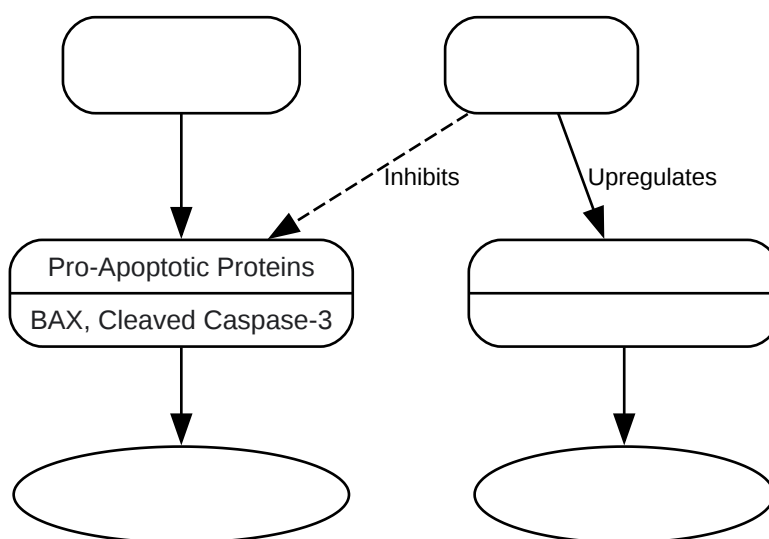 Inhibits
Upregulates
Pro-Apoptotic Proteins
BAX, Cleaved Caspase-3